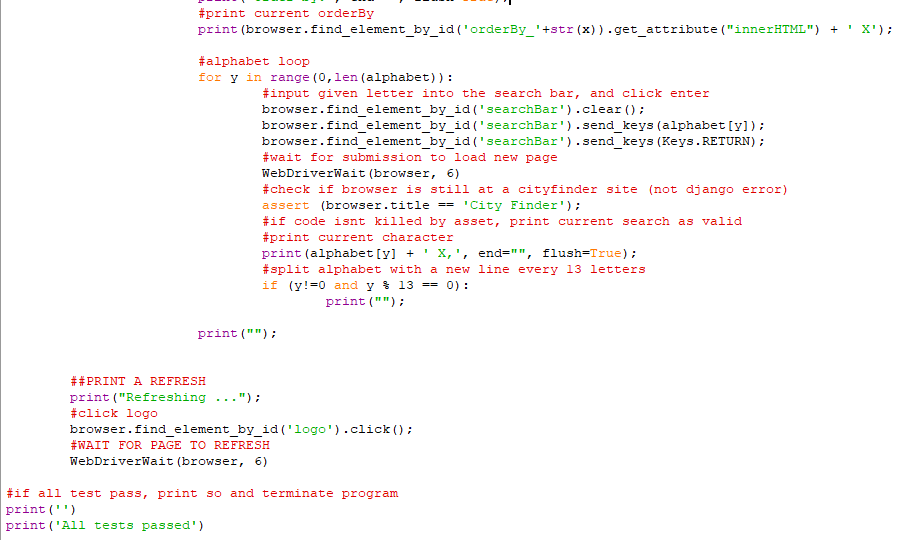 #print current orderBy
print(browser.find_element_by_id('orderBy_'+str(x)).get_attribute("innerHTML") + ' X');
#alphabet loop
for y in range(0,len(alphabet)):
#input given letter into the search bar, and click enter
browser.find_element_by_id('searchBar').clear();
browser.find_element_by_id('searchBar').send_keys(alphabet[y]);
browser.find_element_by_id('searchBar').send_keys(Keys.RETURN);
#wait for submission to load new page
WebDriverWait(browser, 6)
#check if browser is still at a cityfinder site (not django error)
assert (browser.title == 'City Finder');
#if code isnt killed by asset, print current search as valid
#print current character
print(alphabet[y] + ' X,', end="", flush=True);
#split alphabet with a new line every 13 letters
if (y!=0 and y % 13 == 0):
print("");
print("");
##PRINT A REFRESH
print("Refreshing ...");
#click logo
browser.find_element_by_id('logo').click();
#WAIT FOR PAGE TO REFRESH
WebDriverWait(browser, 6)
#if all test pass, print so and terminate program
print('')
print('All tests passed')